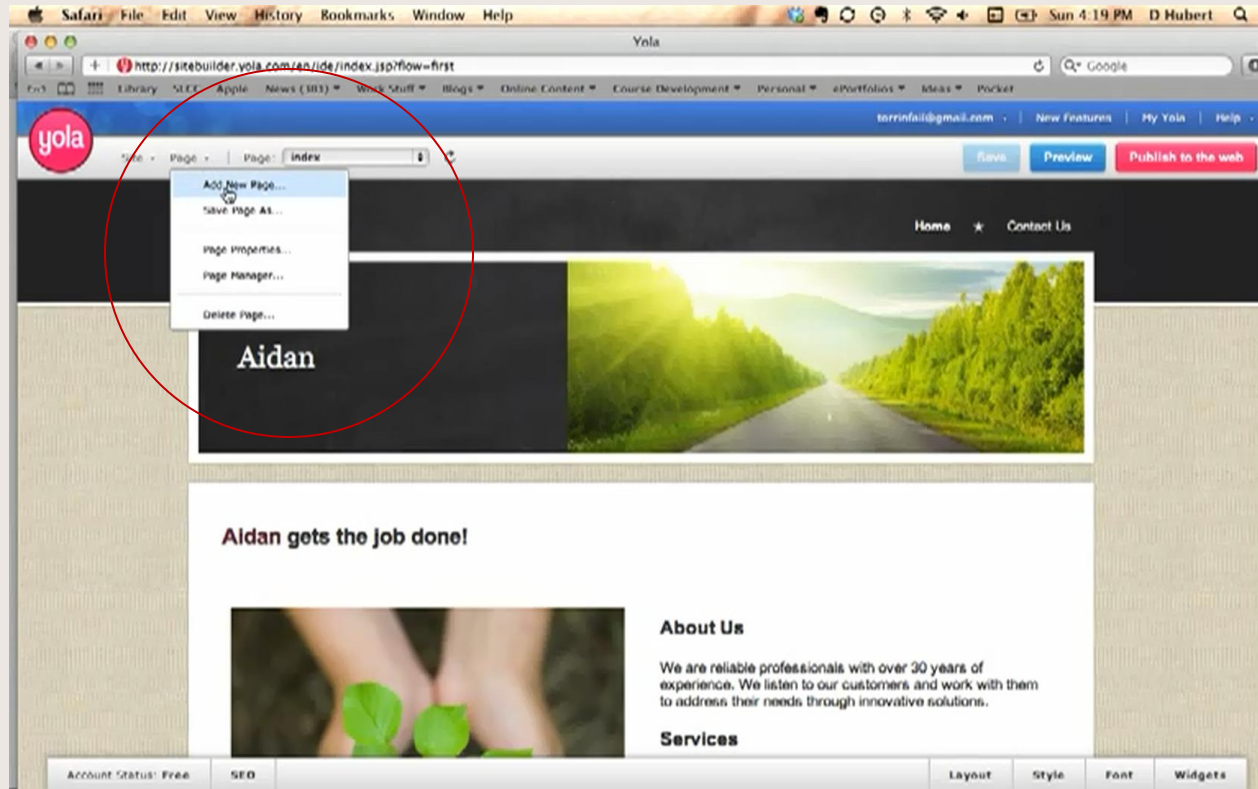 Safari File Edit View History Bookmarks Window Help Sun 4:19 PM D Hubert
Yola
http://sitebuilder.yola.com/en/ide/index.jsp?flow=first Google
Library SLCC Apple News (383) Work Stuff Blogs Online Content Course Development Personal ePortfolios Ideas Pocket
torrinfail@gmail.com | New Features | My Yola | Help
yola
Site Page | Page: index Save Preview Publish to the web
Add New Page...
Save Page As...
Page Properties...
Page Manager...
Delete Page...
Home ★ Contact Us
Aidan
Aidan gets the job done!
About Us
We are reliable professionals with over 30 years of
experience. We listen to our customers and work with them
to address their needs through innovative solutions.
Services
Account Status: Free SEO Layout Style Font Widgets